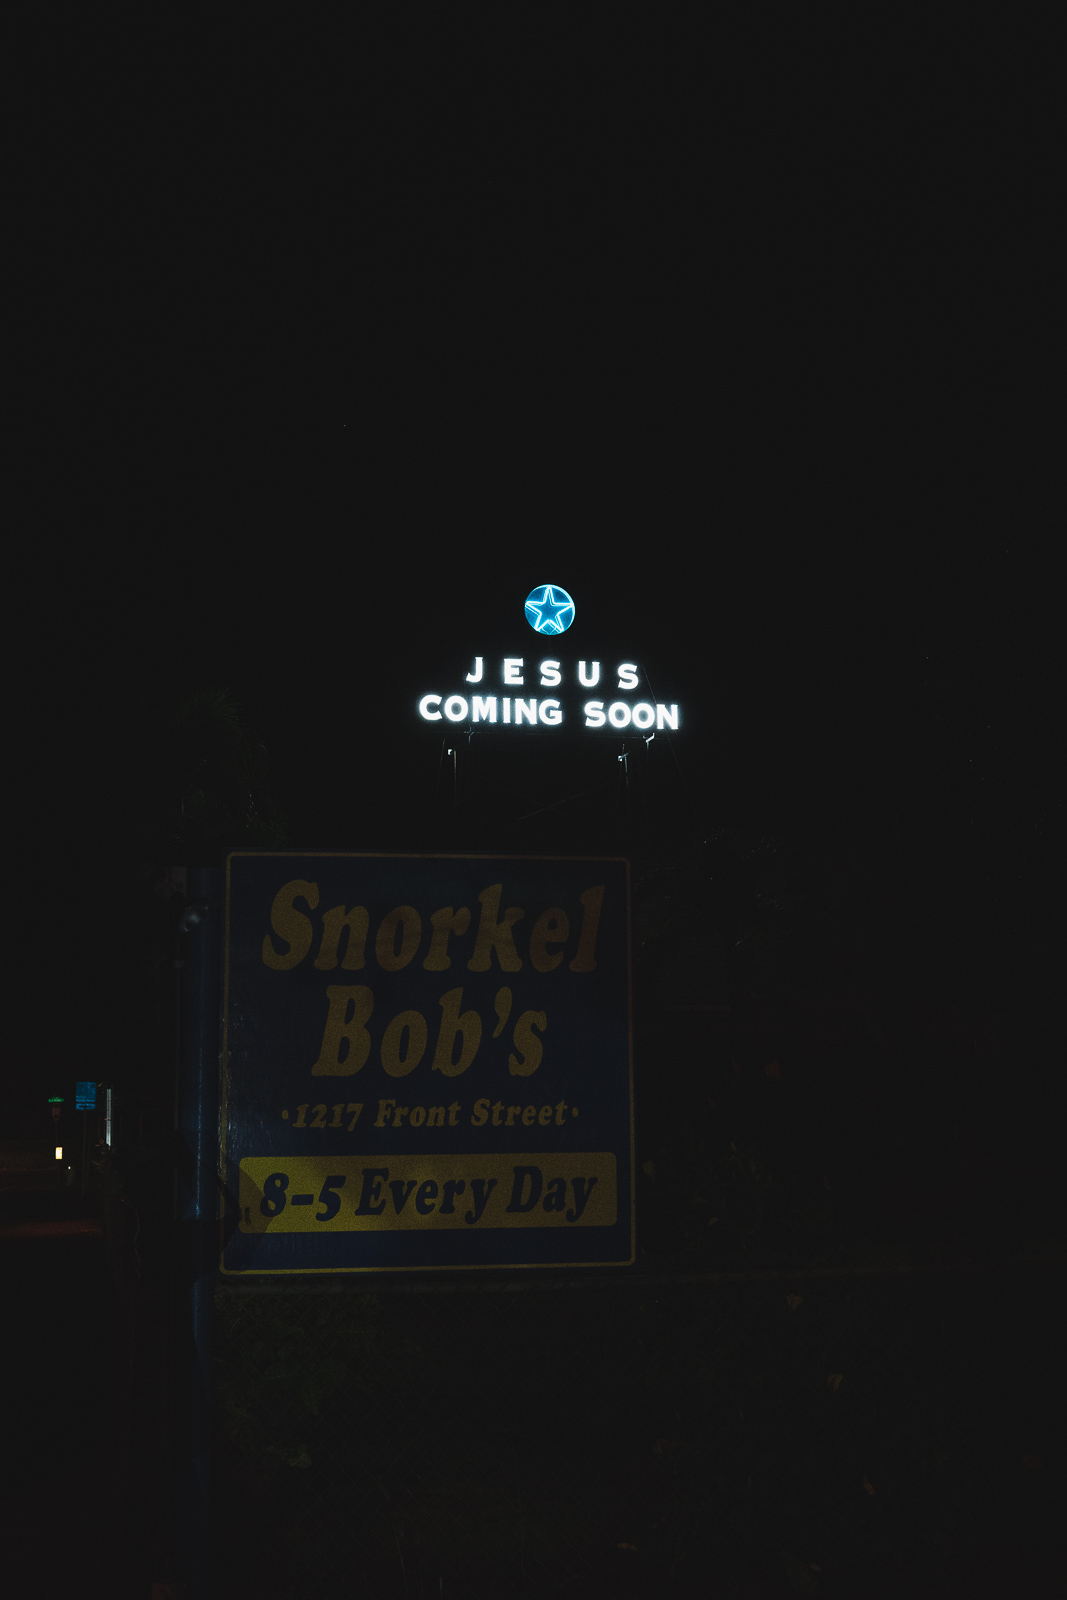 JESUS
COMING SOON
Snorkel
Bob's
·1217 Front Street·
8-5 Every Day